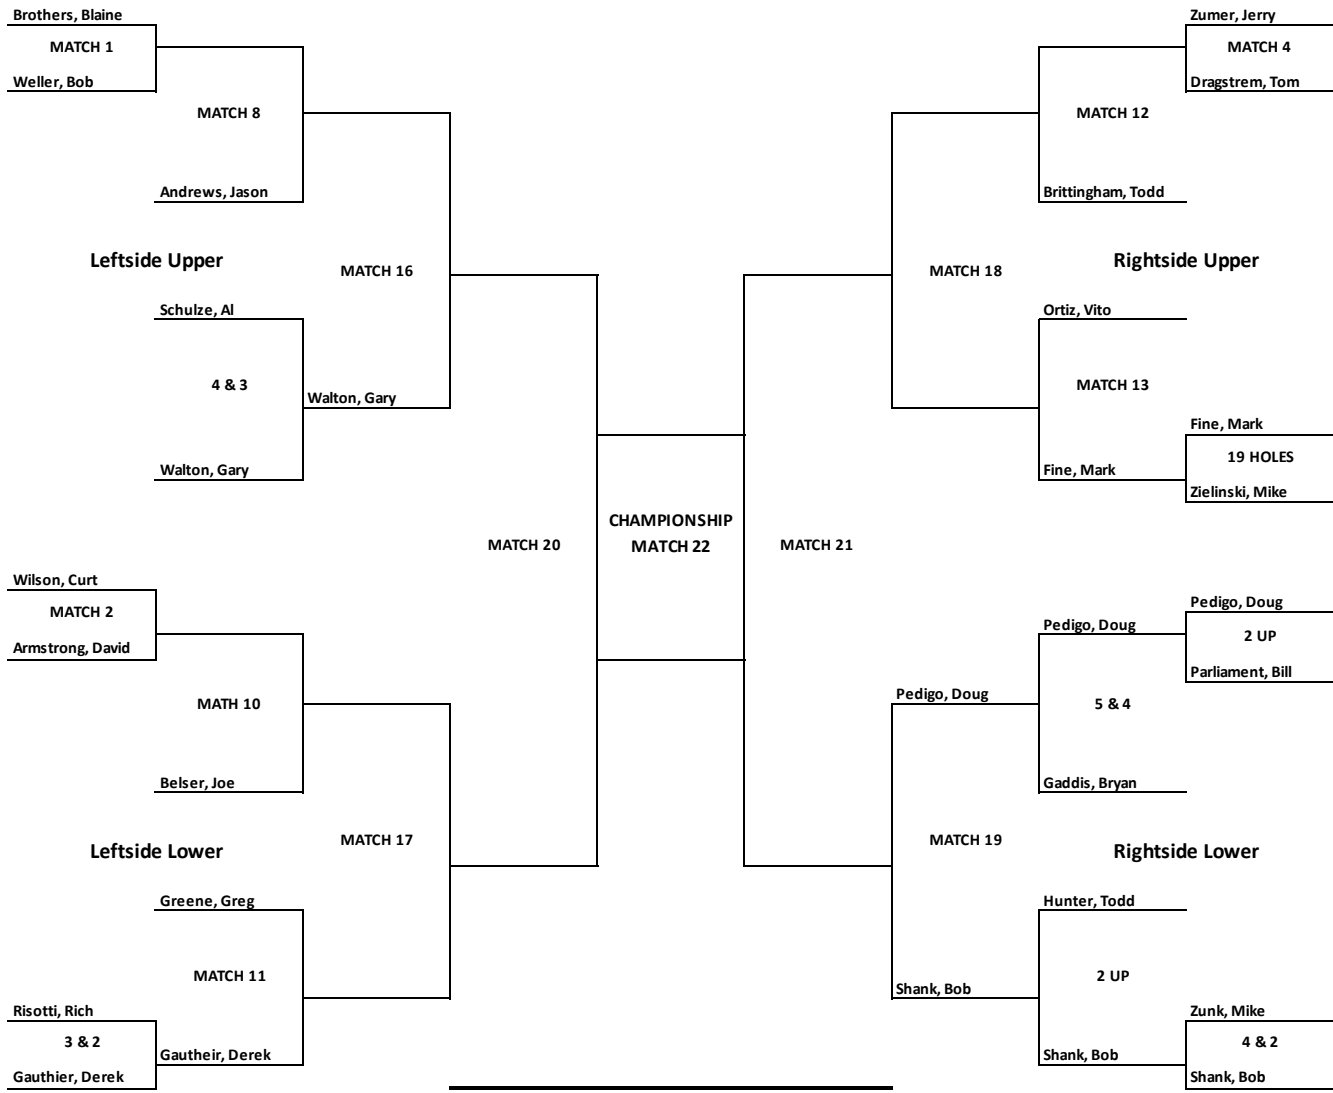 Brothers, Blaine
MATCH 1
Weller, Bob
MATCH 8
Andrews, Jason
Leftside Upper
MATCH 16
Schulze, Al
4 & 3
Walton, Gary
Walton, Gary
Wilson, Curt
MATCH 2
Armstrong, David
MATH 10
Belser, Joe
Leftside Lower
MATCH 17
Greene, Greg
MATCH 11
Risotti, Rich
3 & 2
Gautheir, Derek
Gauthier, Derek
MATCH 20
CHAMPIONSHIP
MATCH 22
MATCH 21
Zumer, Jerry
MATCH 4
Dragstrem, Tom
MATCH 12
Brittingham, Todd
MATCH 18
Rightside Upper
Ortiz, Vito
MATCH 13
Fine, Mark
19 HOLES
Fine, Mark
Zielinski, Mike
Pedigo, Doug
Pedigo, Doug
2 UP
Parliament, Bill
Pedigo, Doug
5 & 4
Gaddis, Bryan
MATCH 19
Rightside Lower
Hunter, Todd
2 UP
Shank, Bob
Zunk, Mike
4 & 2
Shank, Bob
Shank, Bob